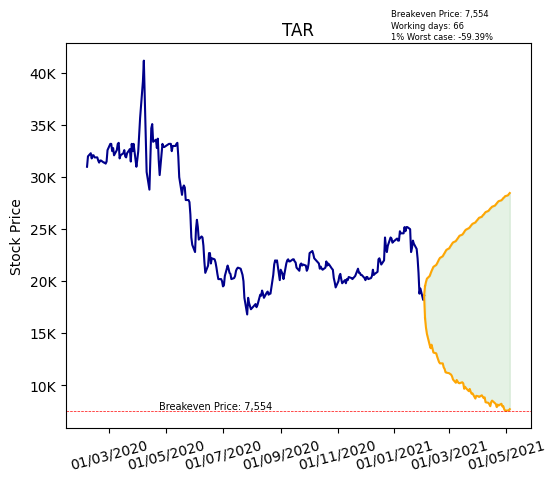 Breakeven Price: 7,554
Working days: 66
1% Worst case: -59.39%
TAR
Stock Price
40K
35K
30K
25K
20K
15K
10K
Breakeven Price: 7,554
01/03/2020
01/05/2020
01/07/2020
01/09/2020
01/11/2020
01/01/2021
01/03/2021
01/05/2021